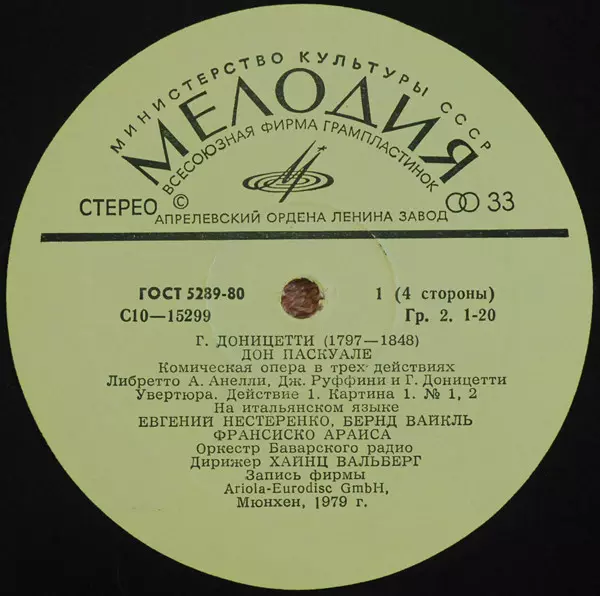 МИНИСТЕРСТВО КУЛЬТУРЫ СССР
МЕЛОДИЯ
ВСЕСОЮЗНАЯ ФИРМА ГРАМПЛАСТИНОК
СТЕРЕО © АПРЕЛЕВСКИЙ ОРДЕНА ЛЕНИНА ЗАВОД 33
ГОСТ 5289-80 1 (4 стороны)
С10—15299 Гр. 2. 1-20
Г. ДОНИЦЕТТИ (1797—1848)
ДОН ПАСКУАЛЕ
Комическая опера в трех действиях
Либретто А. Анелли, Дж. Руффини и Г. Доницетти
Увертюра. Действие 1. Картина 1. № 1, 2
На итальянском языке
ЕВГЕНИЙ НЕСТЕРЕНКО, БЕРНД ВАЙКЛЬ
ФРАНСИСКО АРАИСА
Оркестр Баварского радио
Дирижер ХАЙНЦ ВАЛЬБЕРГ
Запись фирмы
Ariola-Eurodisc GmbH,
Мюнхен, 1979 г.